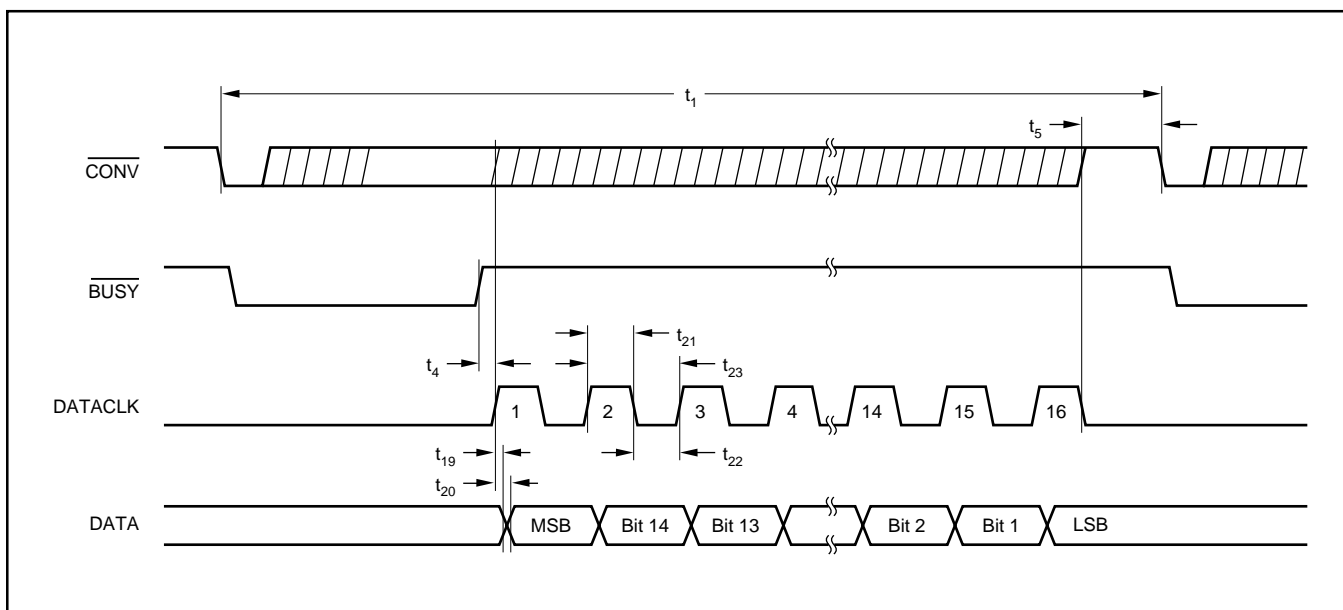 t1
t5
CONV
BUSY
t21
t4
t23
DATACLK
1 2 3 4 14 15 16
t19
t22
t20
DATA
MSB Bit 14 Bit 13 Bit 2 Bit 1 LSB